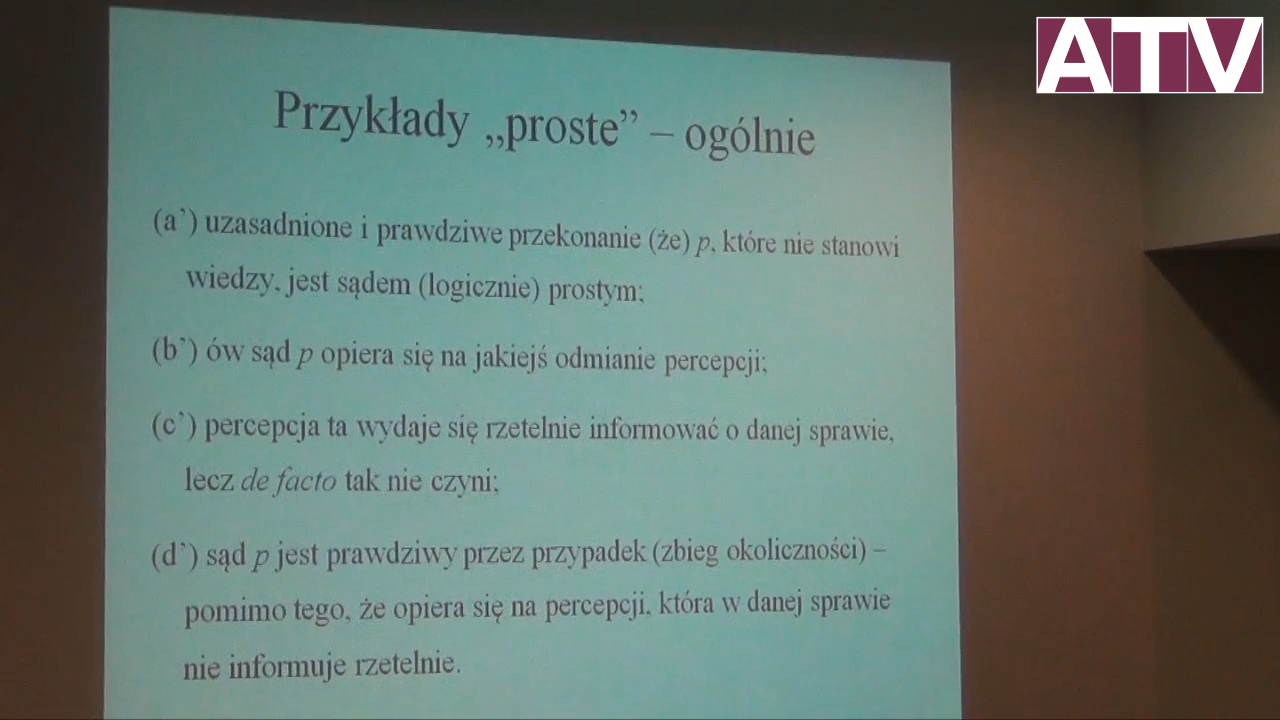 ATV
Przykłady „proste” – ogólnie
(a’) uzasadnione i prawdziwe przekonanie (że) p, które nie stanowi
wiedzy, jest sądem (logicznie) prostym;
(b’) ów sąd p opiera się na jakiejś odmianie percepcji;
(c’) percepcja ta wydaje się rzetelnie informować o danej sprawie,
lecz de facto tak nie czyni;
(d’) sąd p jest prawdziwy przez przypadek (zbieg okoliczności) –
pomimo tego, że opiera się na percepcji, która w danej sprawie
nie informuje rzetelnie.